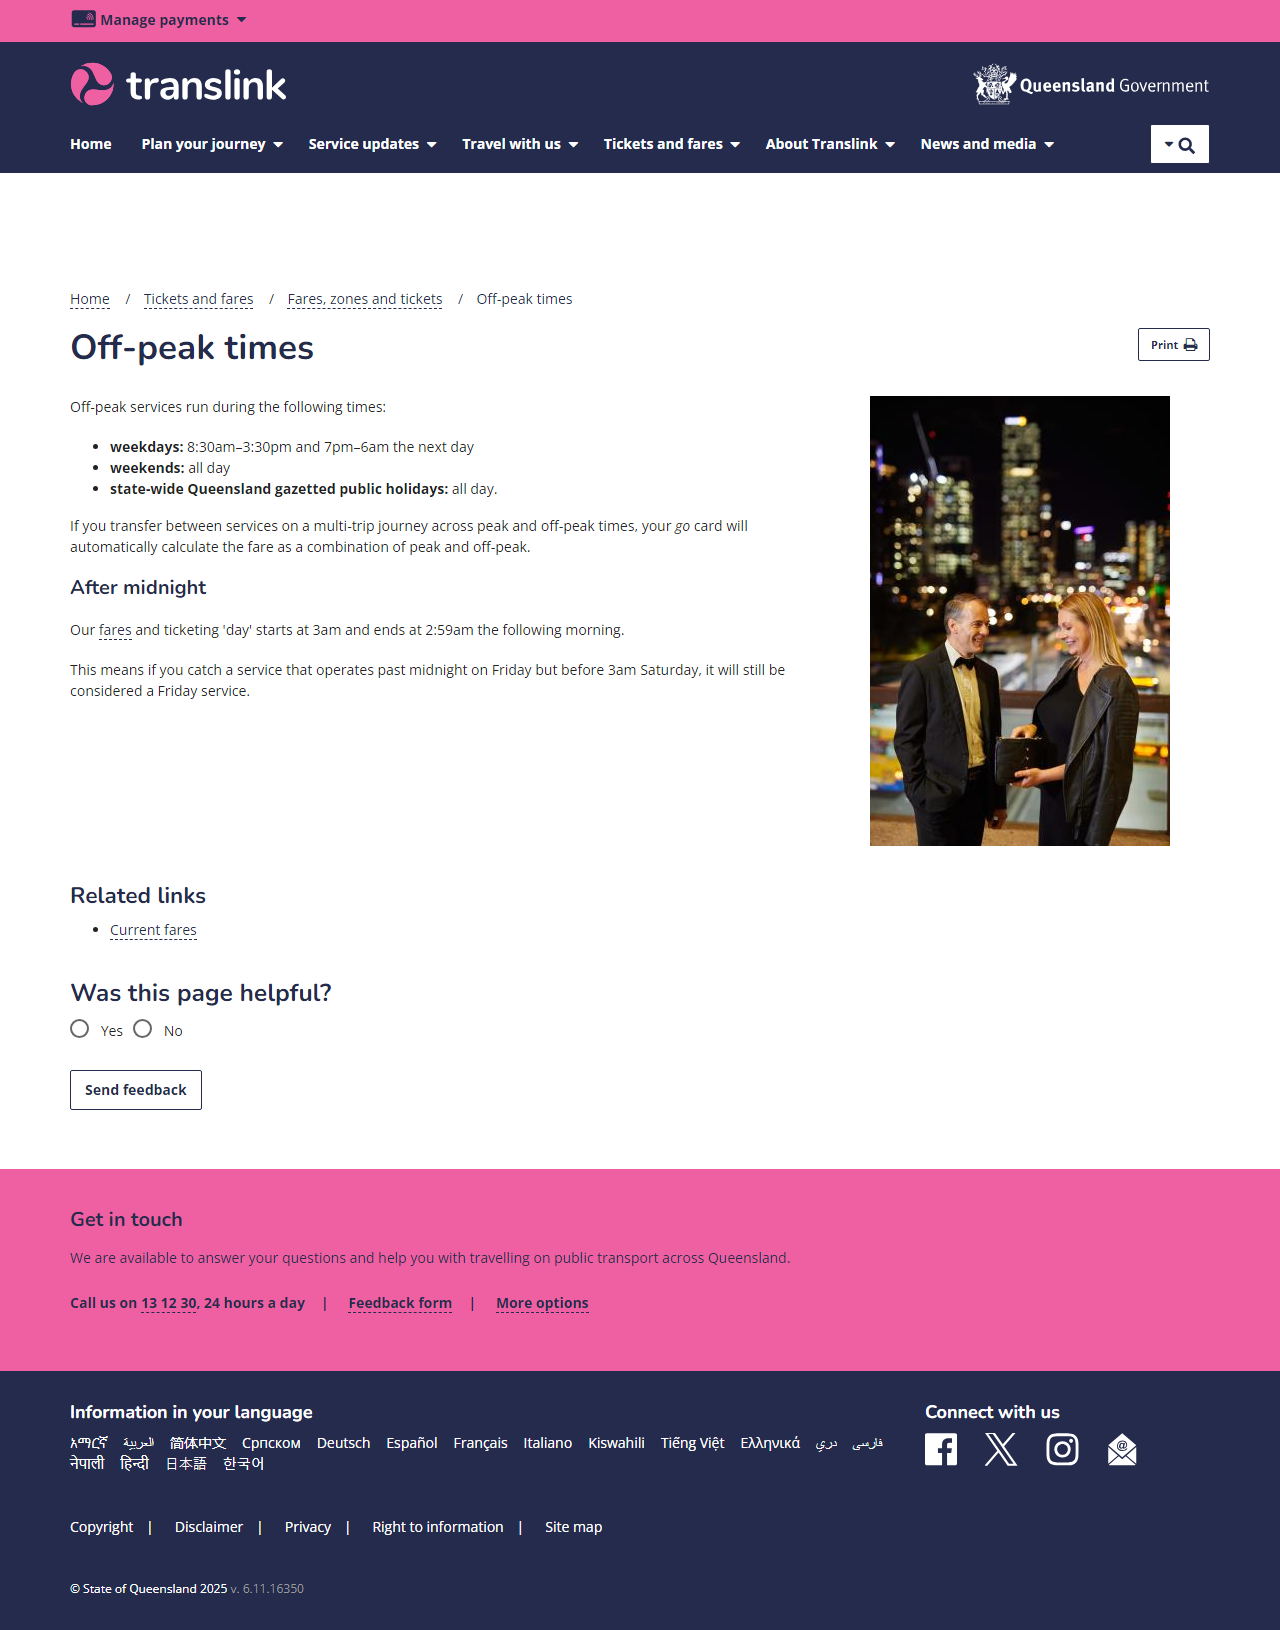 Manage payments
translink
Queensland Government
Home Plan your journey Service updates Travel with us Tickets and fares About Translink News and media
Home / Tickets and fares / Fares, zones and tickets / Off-peak times
Off-peak times
Print
Off-peak services run during the following times:
• weekdays: 8:30am–3:30pm and 7pm–6am the next day
• weekends: all day
• state-wide Queensland gazetted public holidays: all day.
If you transfer between services on a multi-trip journey across peak and off-peak times, your go card will
automatically calculate the fare as a combination of peak and off-peak.
After midnight
Our fares and ticketing 'day' starts at 3am and ends at 2:59am the following morning.
This means if you catch a service that operates past midnight on Friday but before 3am Saturday, it will still be
considered a Friday service.
Related links
• Current fares
Was this page helpful?
Yes No
Send feedback
Get in touch
We are available to answer your questions and help you with travelling on public transport across Queensland.
Call us on 13 12 30, 24 hours a day | Feedback form | More options
Information in your language
አማርኛ العربية 简体中文 Српском Deutsch Español Français Italiano Kiswahili Tiếng Việt Ελληνικά دري فارسی
नेपाली हिन्दी 日本語 한국어
Connect with us
Copyright | Disclaimer | Privacy | Right to information | Site map
© State of Queensland 2025 v. 6.11.16350